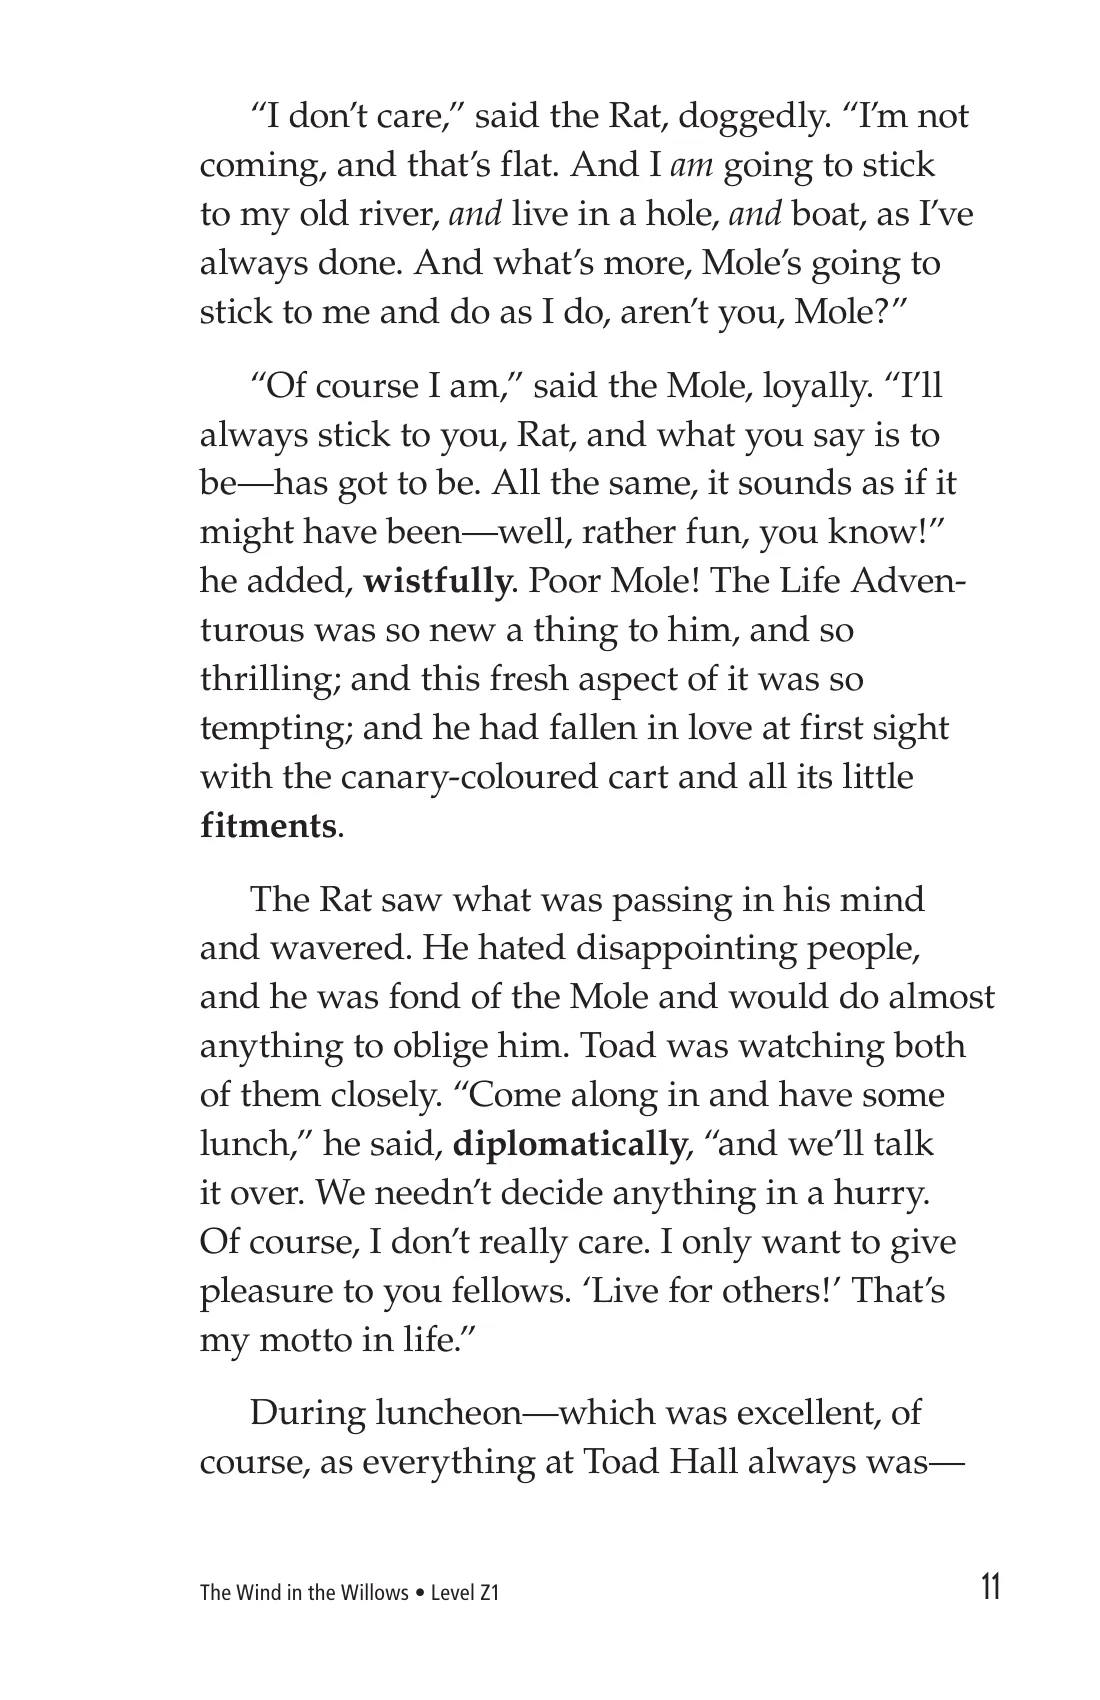 “I don’t care,” said the Rat, doggedly. “I’m not
coming, and that’s flat. And I am going to stick
to my old river, and live in a hole, and boat, as I’ve
always done. And what’s more, Mole’s going to
stick to me and do as I do, aren’t you, Mole?”
“Of course I am,” said the Mole, loyally. “I’ll
always stick to you, Rat, and what you say is to
be—has got to be. All the same, it sounds as if it
might have been—well, rather fun, you know!”
he added, wistfully. Poor Mole! The Life Adven-
turous was so new a thing to him, and so
thrilling; and this fresh aspect of it was so
tempting; and he had fallen in love at first sight
with the canary-coloured cart and all its little
fitments.
The Rat saw what was passing in his mind
and wavered. He hated disappointing people,
and he was fond of the Mole and would do almost
anything to oblige him. Toad was watching both
of them closely. “Come along in and have some
lunch,” he said, diplomatically, “and we’ll talk
it over. We needn’t decide anything in a hurry.
Of course, I don’t really care. I only want to give
pleasure to you fellows. ‘Live for others!’ That’s
my motto in life.”
During luncheon—which was excellent, of
course, as everything at Toad Hall always was—
The Wind in the Willows • Level Z1
11